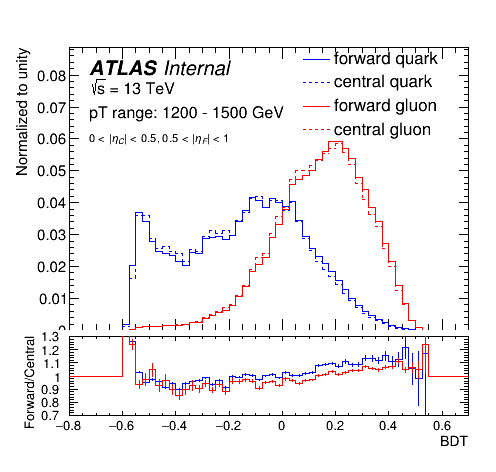 Normalized to unity
0.08
0.07
0.06
0.05
0.04
0.03
0.02
0.01
ATLAS Internal
√s = 13 TeV
pT range: 1200 - 1500 GeV
0 < |ηC| < 0.5, 0.5 < |ηF| < 1
forward quark
central quark
forward gluon
central gluon
Forward/Central
1.3
1.2
1.1
1
0.9
0.8
0.7
−0.8 −0.6 −0.4 −0.2 0 0.2 0.4 0.6
BDT